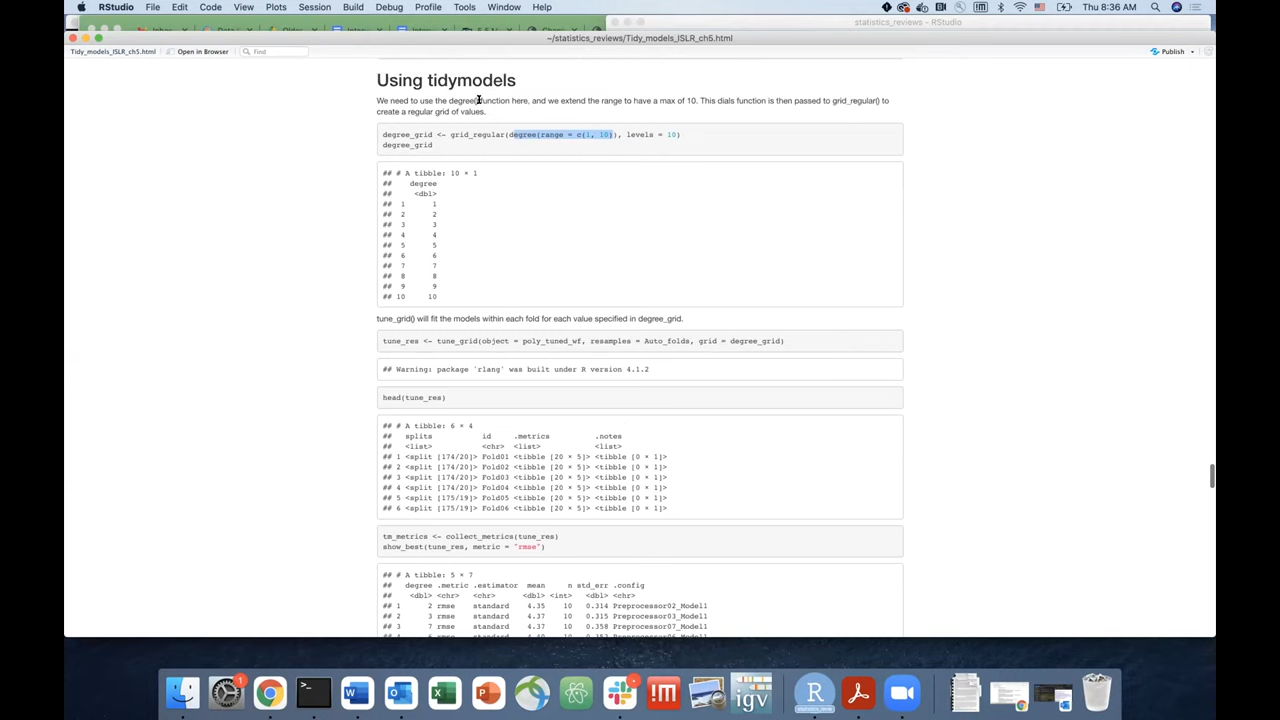 RStudio File Edit Code View Plots Session Build Debug Profile Tools Window Help Thu 8:36 AM
statistics_reviews - RStudio
~/statistics_reviews/Tidy_models_ISLR_ch5.html
Tidy_models_ISLR_ch5.html Open in Browser Find Publish
Using tidymodels
We need to use the degree() function here, and we extend the range to have a max of 10. This dials function is then passed to grid_regular() to
create a regular grid of values.
degree_grid <- grid_regular(degree(range = c(1, 10)), levels = 10)
degree_grid
## # A tibble: 10 × 1
## degree
## <dbl>
## 1 1
## 2 2
## 3 3
## 4 4
## 5 5
## 6 6
## 7 7
## 8 8
## 9 9
## 10 10
tune_grid() will fit the models within each fold for each value specified in degree_grid.
tune_res <- tune_grid(object = poly_tuned_wf, resamples = Auto_folds, grid = degree_grid)
## Warning: package 'rlang' was built under R version 4.1.2
head(tune_res)
## # A tibble: 6 × 4
## splits id .metrics .notes
## <list> <chr> <list> <list>
## 1 <split [174/20]> Fold01 <tibble [20 × 5]> <tibble [0 × 1]>
## 2 <split [174/20]> Fold02 <tibble [20 × 5]> <tibble [0 × 1]>
## 3 <split [174/20]> Fold03 <tibble [20 × 5]> <tibble [0 × 1]>
## 4 <split [174/20]> Fold04 <tibble [20 × 5]> <tibble [0 × 1]>
## 5 <split [175/19]> Fold05 <tibble [20 × 5]> <tibble [0 × 1]>
## 6 <split [175/19]> Fold06 <tibble [20 × 5]> <tibble [0 × 1]>
tm_metrics <- collect_metrics(tune_res)
show_best(tune_res, metric = "rmse")
## # A tibble: 5 × 7
## degree .metric .estimator mean n std_err .config
## <dbl> <chr> <chr> <dbl> <int> <dbl> <chr>
## 1 2 rmse standard 4.35 10 0.314 Preprocessor02_Model1
## 2 3 rmse standard 4.37 10 0.315 Preprocessor03_Model1
## 3 7 rmse standard 4.37 10 0.358 Preprocessor07_Model1
1
igv
R
statistics_review